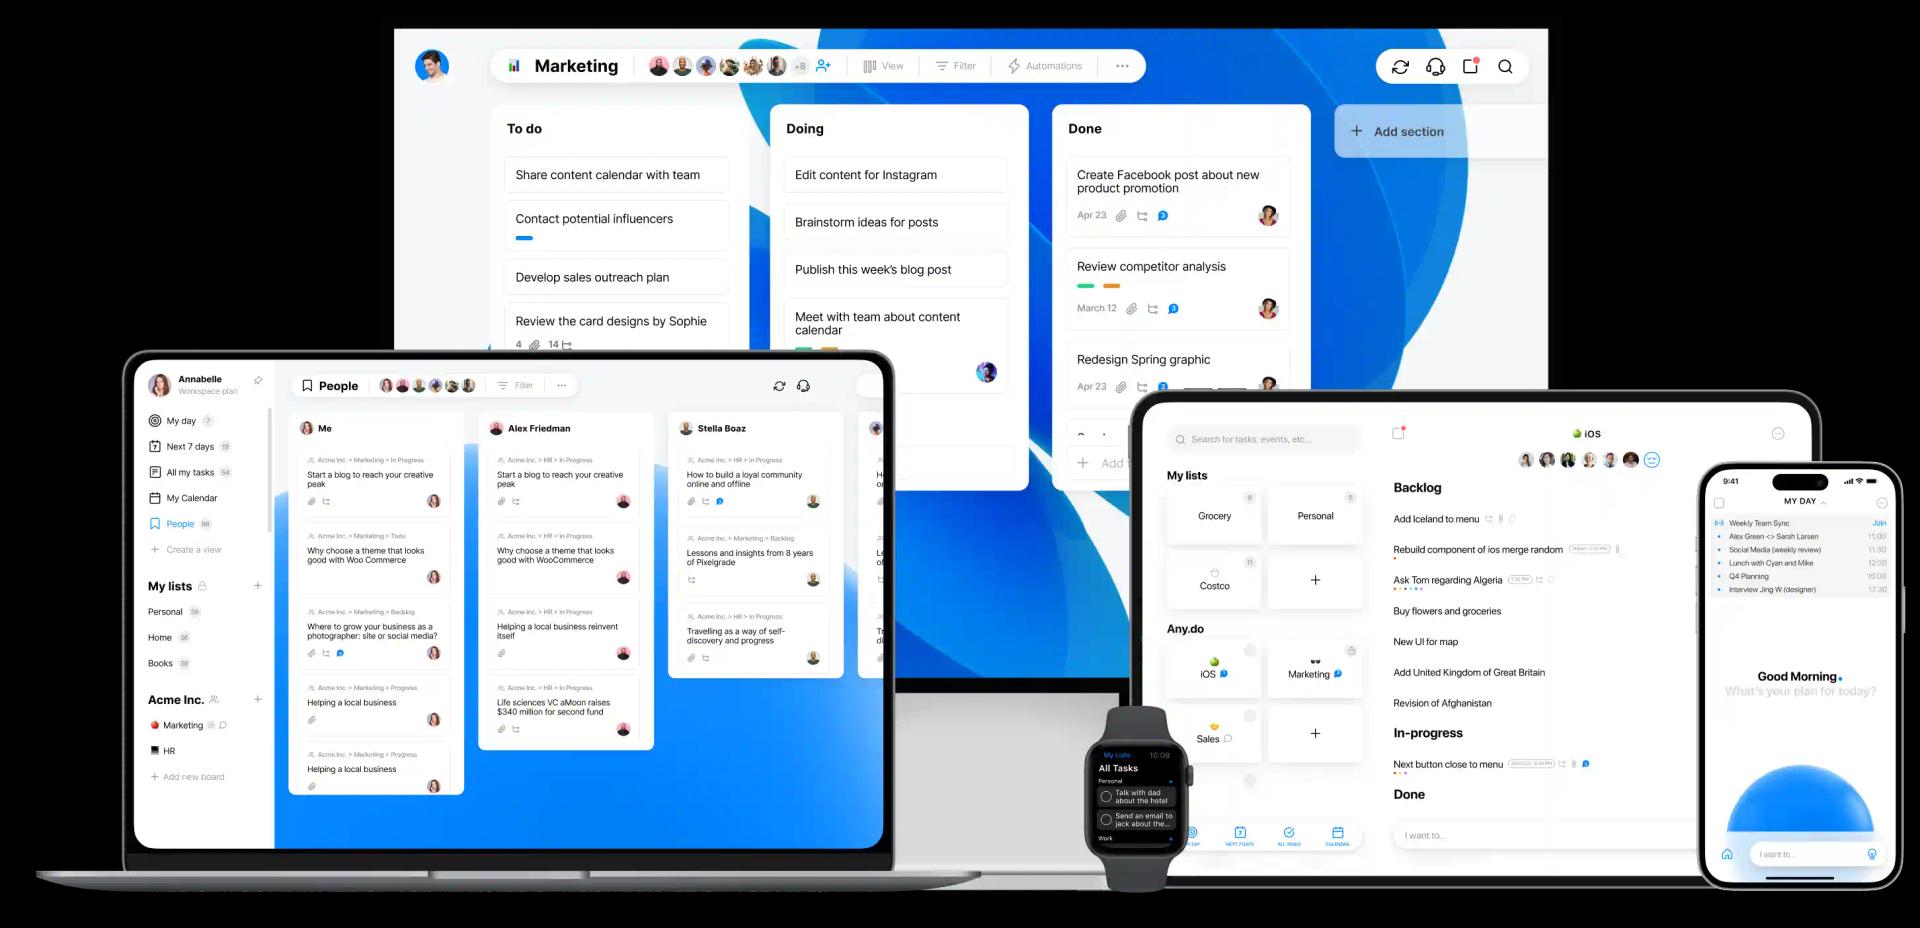 Marketing
+8
View
Filter
Automations
To do
Share content calendar with team
Contact potential influencers
Develop sales outreach plan
Review the card designs by Sophie
4
14
Doing
Edit content for Instagram
Brainstorm ideas for posts
Publish this week's blog post
Meet with team about content
calendar
Done
Create Facebook post about new
product promotion
Apr 23
3
Review competitor analysis
March 12
3
Redesign Spring graphic
Apr 23
3
Add
Add section
Annabelle
Workspace plan
My day 7
Next 7 days
All my tasks 54
My Calendar
People
Create a view
My lists
Personal 36
Home 36
Books 38
Acme Inc.
Marketing
HR
Add new board
People
Filter
Me
Acme Inc. > Marketing > In Progress
Start a blog to reach your creative
peak
Acme Inc. > Marketing > Todo
Why choose a theme that looks
good with Woo Commerce
Acme Inc. > Marketing > Backlog
Where to grow your business as a
photographer: site or social media?
Acme Inc. > Marketing > Progress
Helping a local business
Acme Inc. > Marketing > Progress
Helping a local business
Alex Friedman
Acme Inc. > HR > In Progress
Start a blog to reach your creative
peak
Acme Inc. > HR > In Progress
Why choose a theme that looks
good with WooCommerce
Acme Inc. > HR > In Progress
Helping a local business reinvent
itself
Acme Inc. > HR > In Progress
Life sciences VC aMoon raises
$340 million for second fund
Stella Boaz
Acme Inc. > HR > In Progress
How to build a loyal community
online and offline
Acme Inc. > Marketing > Backlog
Lessons and insights from 8 years
of Pixelgrade
Acme Inc. > HR > In Progress
Travelling as a way of self-
discovery and progress
My Lists 10:09
All Tasks
Personal
Talk with dad
about the hotel
Send an email to
jack about the...
Work
Search for tasks, events, etc...
My lists
Grocery
8
Personal
5
Costco
11
+
Any.do
iOS
Marketing
Sales
+
NEXT 7 DAYS
ALL TASKS
CALENDAR
iOS
Backlog
Add Iceland to menu
Rebuild component of ios merge random
Ask Tom regarding Algeria
Buy flowers and groceries
New UI for map
Add United Kingdom of Great Britain
Revision of Afghanistan
In-progress
Next button close to menu
Done
I want to...
9:41
MY DAY
Weekly Team Sync Join
Alex Green <> Sarah Larsen 11:00
Social Media (weekly review) 11:30
Lunch with Cyan and Mike 12:30
Q4 Planning 15:00
Interview Jing W (designer) 17:30
Good Morning.
What's your plan for today?
I want to...